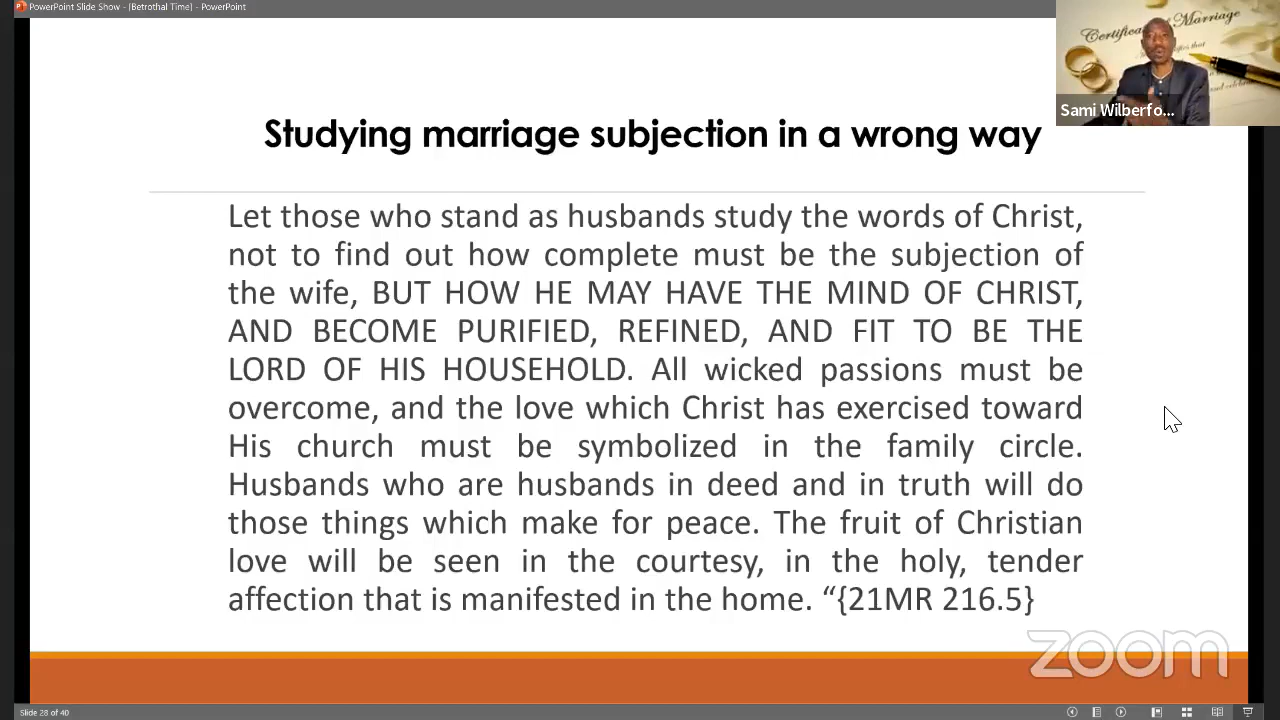 PowerPoint Slide Show - [Betrothal Time] - PowerPoint
Certificate of Marriage
Sami Wilberfo...
Studying marriage subjection in a wrong way
Let those who stand as husbands study the words of Christ,
not to find out how complete must be the subjection of
the wife, BUT HOW HE MAY HAVE THE MIND OF CHRIST,
AND BECOME PURIFIED, REFINED, AND FIT TO BE THE
LORD OF HIS HOUSEHOLD. All wicked passions must be
overcome, and the love which Christ has exercised toward
His church must be symbolized in the family circle.
Husbands who are husbands in deed and in truth will do
those things which make for peace. The fruit of Christian
love will be seen in the courtesy, in the holy, tender
affection that is manifested in the home. “{21MR 216.5}
zoom
Slide 28 of 40